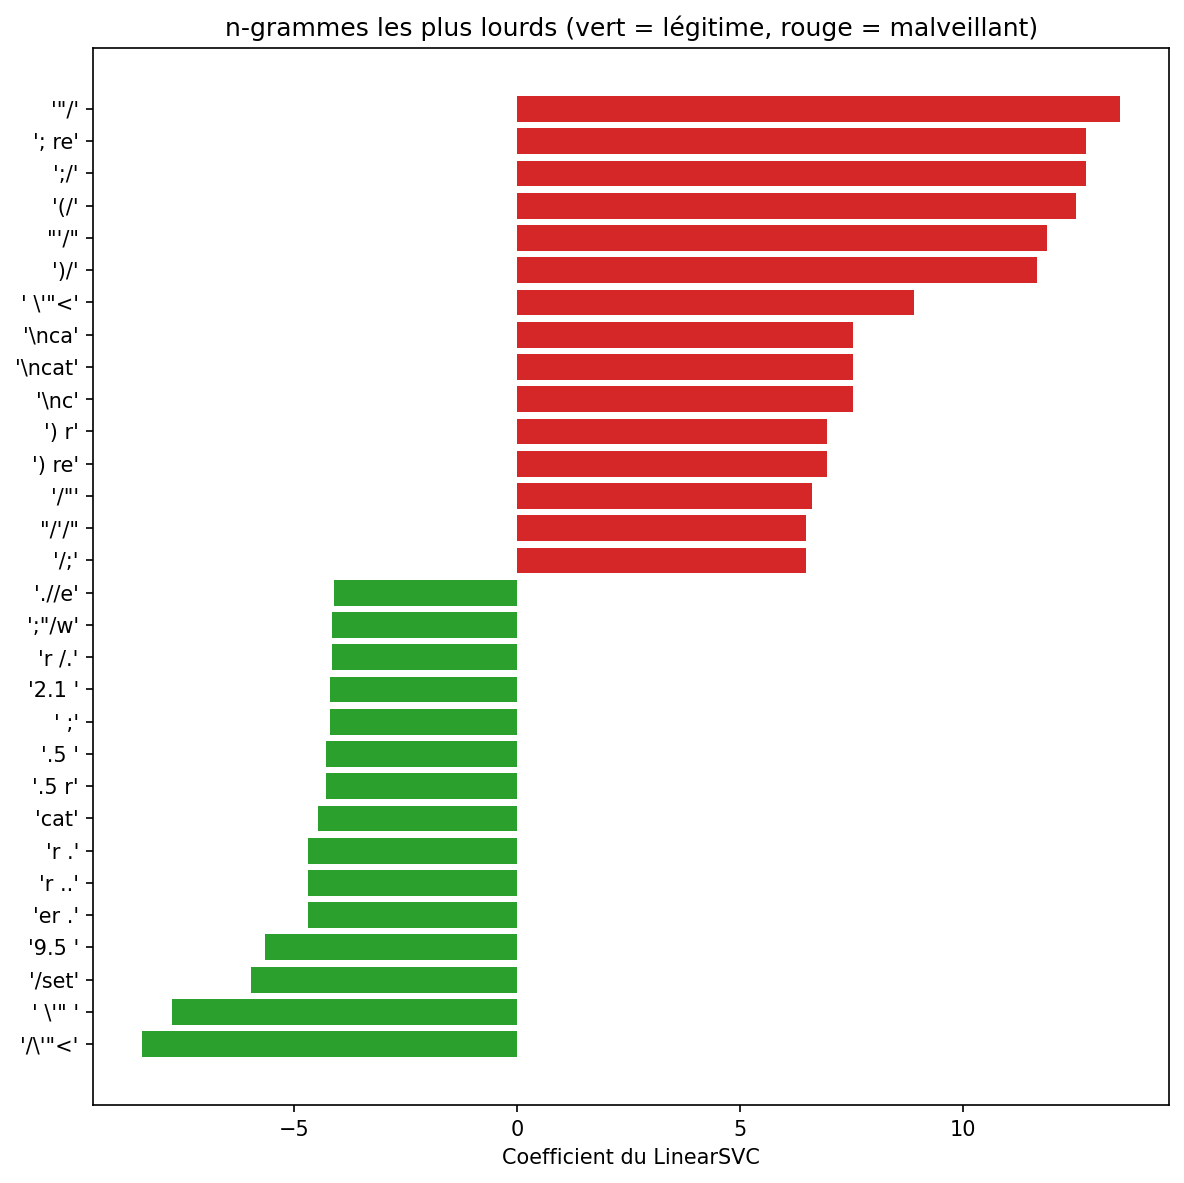 n-grammes les plus lourds (vert = légitime, rouge = malveillant)
'"/'
'; re'
';/'
'(/'
"'/"
')/'
' \'"<'
'\nca'
'\ncat'
'\nc'
') r'
') re'
'/"'
"/'/"
'/;'
'.//e'
';"/w'
'r /.'
'2.1 '
' ;'
'.5 '
'.5 r'
'cat'
'r .'
'r ..'
'er .'
'9.5 '
'/set'
' \'" '
'/\'"<'
−5 0 5 10
Coefficient du LinearSVC